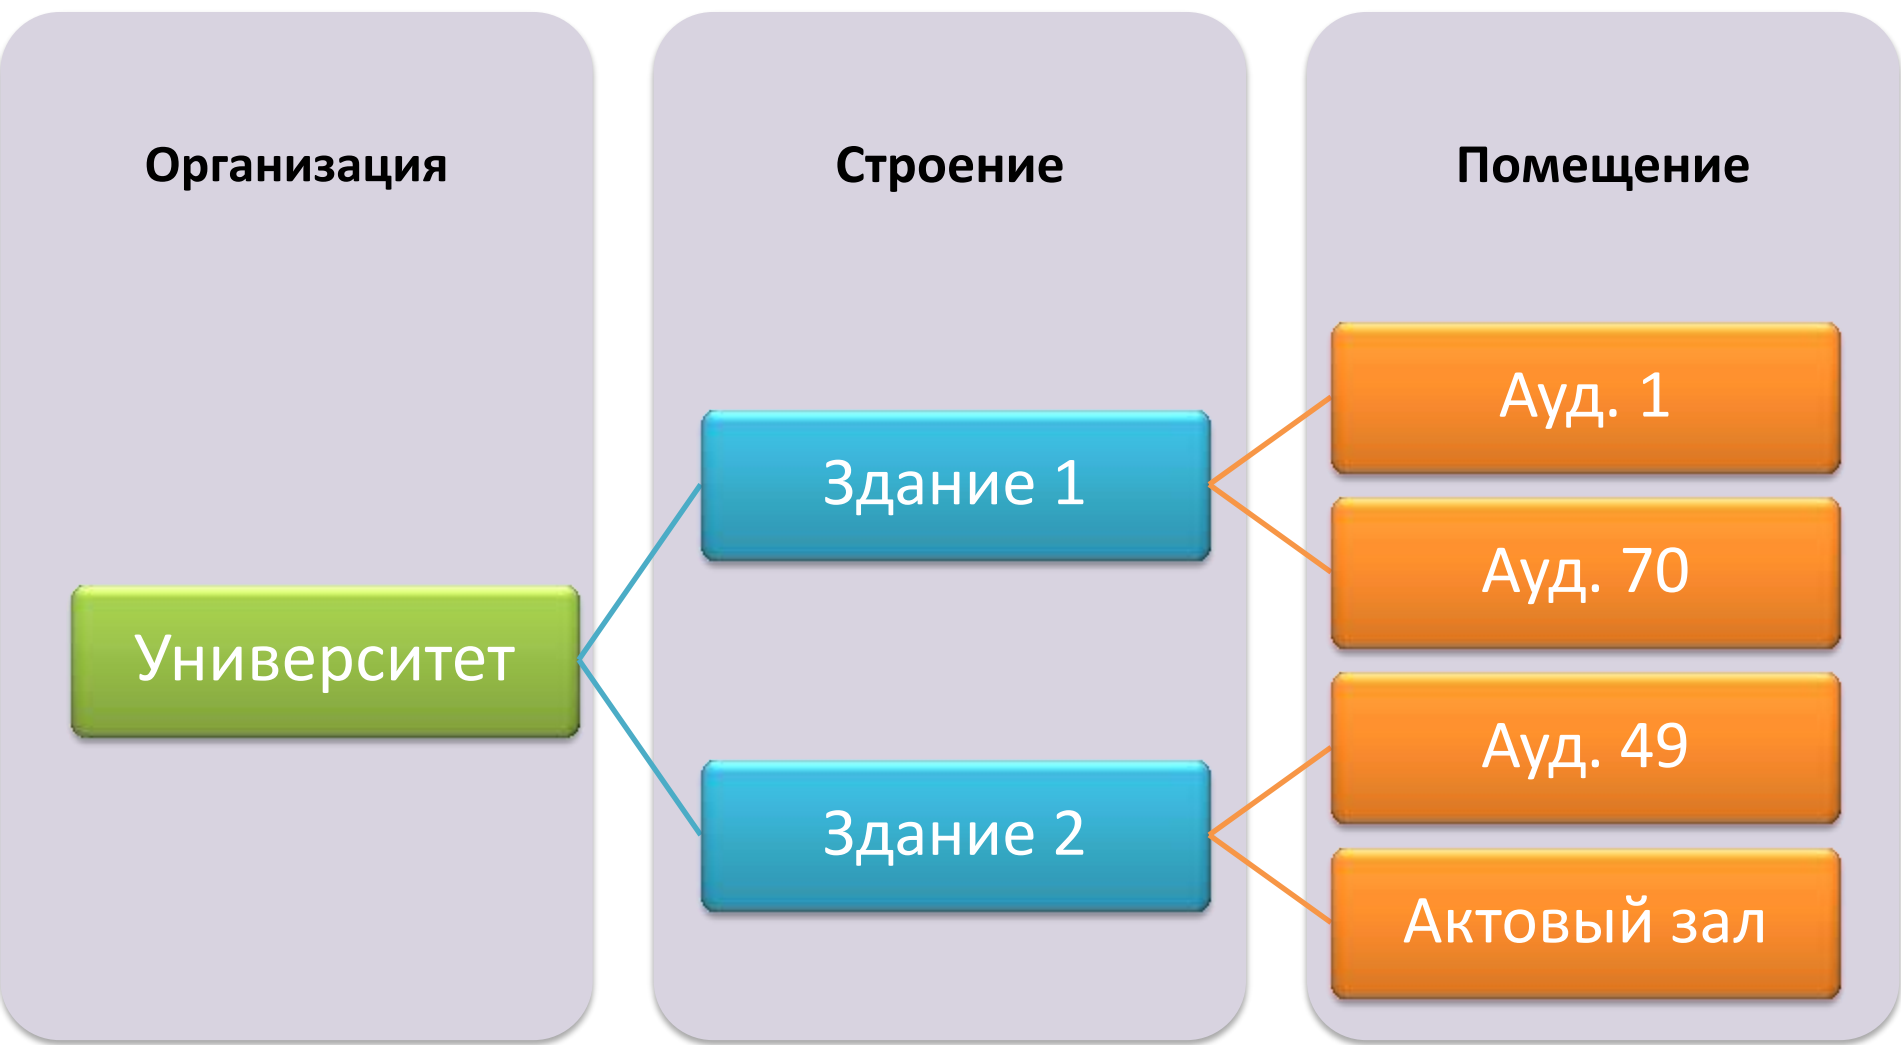 Организация
Строение
Помещение
Университет
Здание 1
Здание 2
Ауд. 1
Ауд. 70
Ауд. 49
Актовый зал